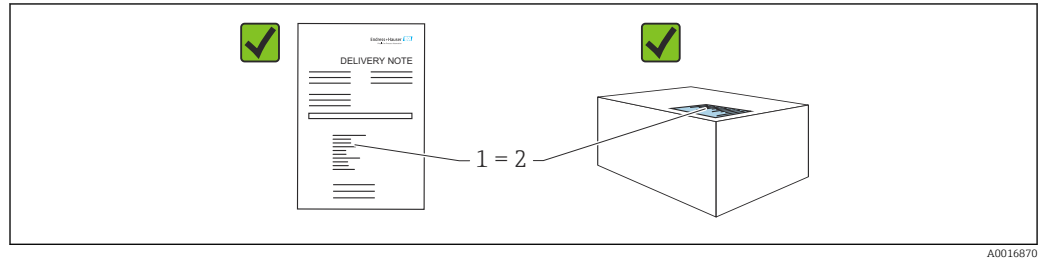 Endress+Hauser
DELIVERY NOTE
1 = 2
A0016870